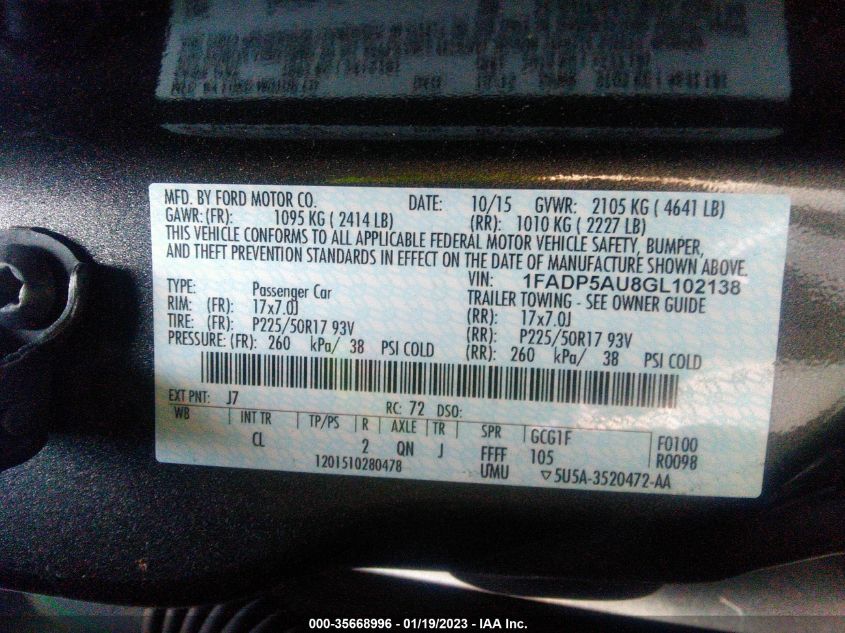 MFD. BY FORD MOTOR CO. DATE: 10/15 GVWR: 2105 KG ( 4641 LB)
GAWR: (FR): 1095 KG ( 2414 LB) (RR): 1010 KG ( 2227 LB)
THIS VEHICLE CONFORMS TO ALL APPLICABLE FEDERAL MOTOR VEHICLE SAFETY, BUMPER,
AND THEFT PREVENTION STANDARDS IN EFFECT ON THE DATE OF MANUFACTURE SHOWN ABOVE.
VIN: 1FADP5AU8GL102138
TYPE: Passenger Car TRAILER TOWING - SEE OWNER GUIDE
RIM: (FR): 17x7.0J (RR): 17x7.0J
TIRE: (FR): P225/50R17 93V (RR): P225/50R17 93V
PRESSURE: (FR): 260 kPa/ 38 PSI COLD (RR): 260 kPa/ 38 PSI COLD
EXT PNT: J7 RC: 72 DSO:
WB INT TR TP/PS R AXLE TR SPR GCG1F F0100
CL 2 QN J FFFF 105 R0098
1201510280478 UMU ▽5U5A-3520472-AA
000-35668996 - 01/19/2023 - IAA Inc.